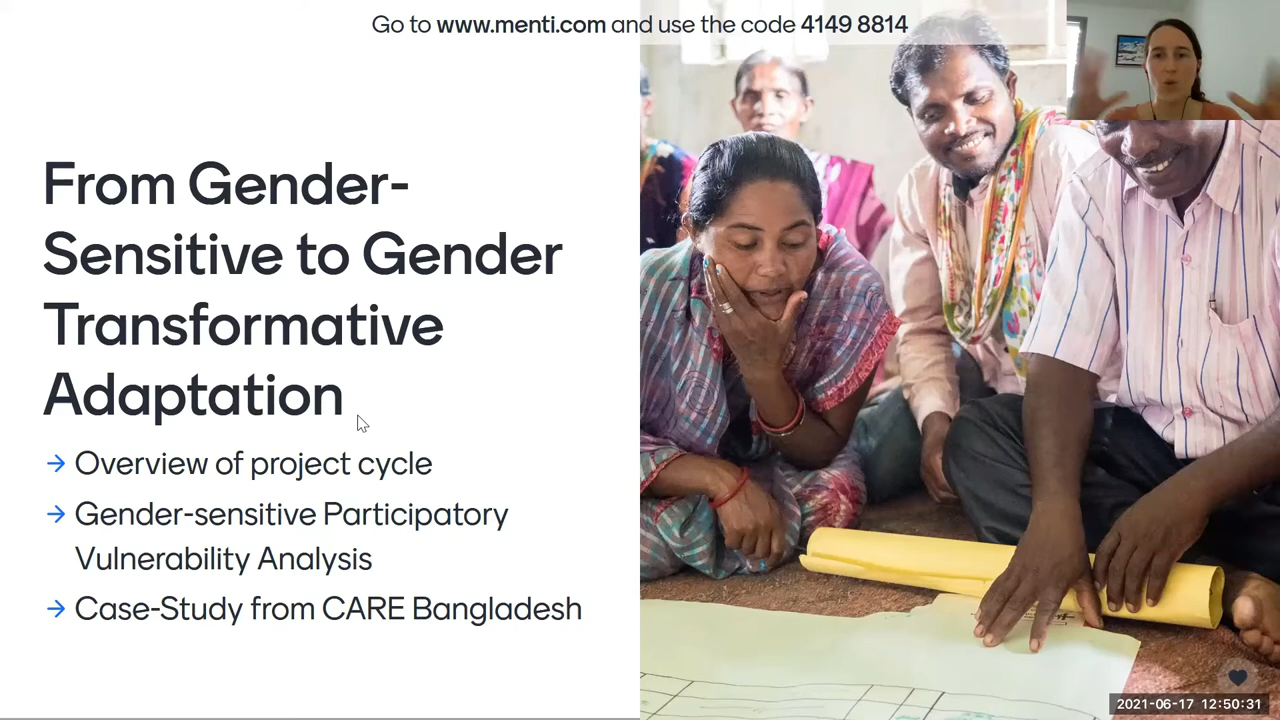 Go to www.menti.com and use the code 4149 8814
From Gender-
Sensitive to Gender
Transformative
Adaptation
→ Overview of project cycle
→ Gender-sensitive Participatory
Vulnerability Analysis
→ Case-Study from CARE Bangladesh
2021-06-17 12:50:31